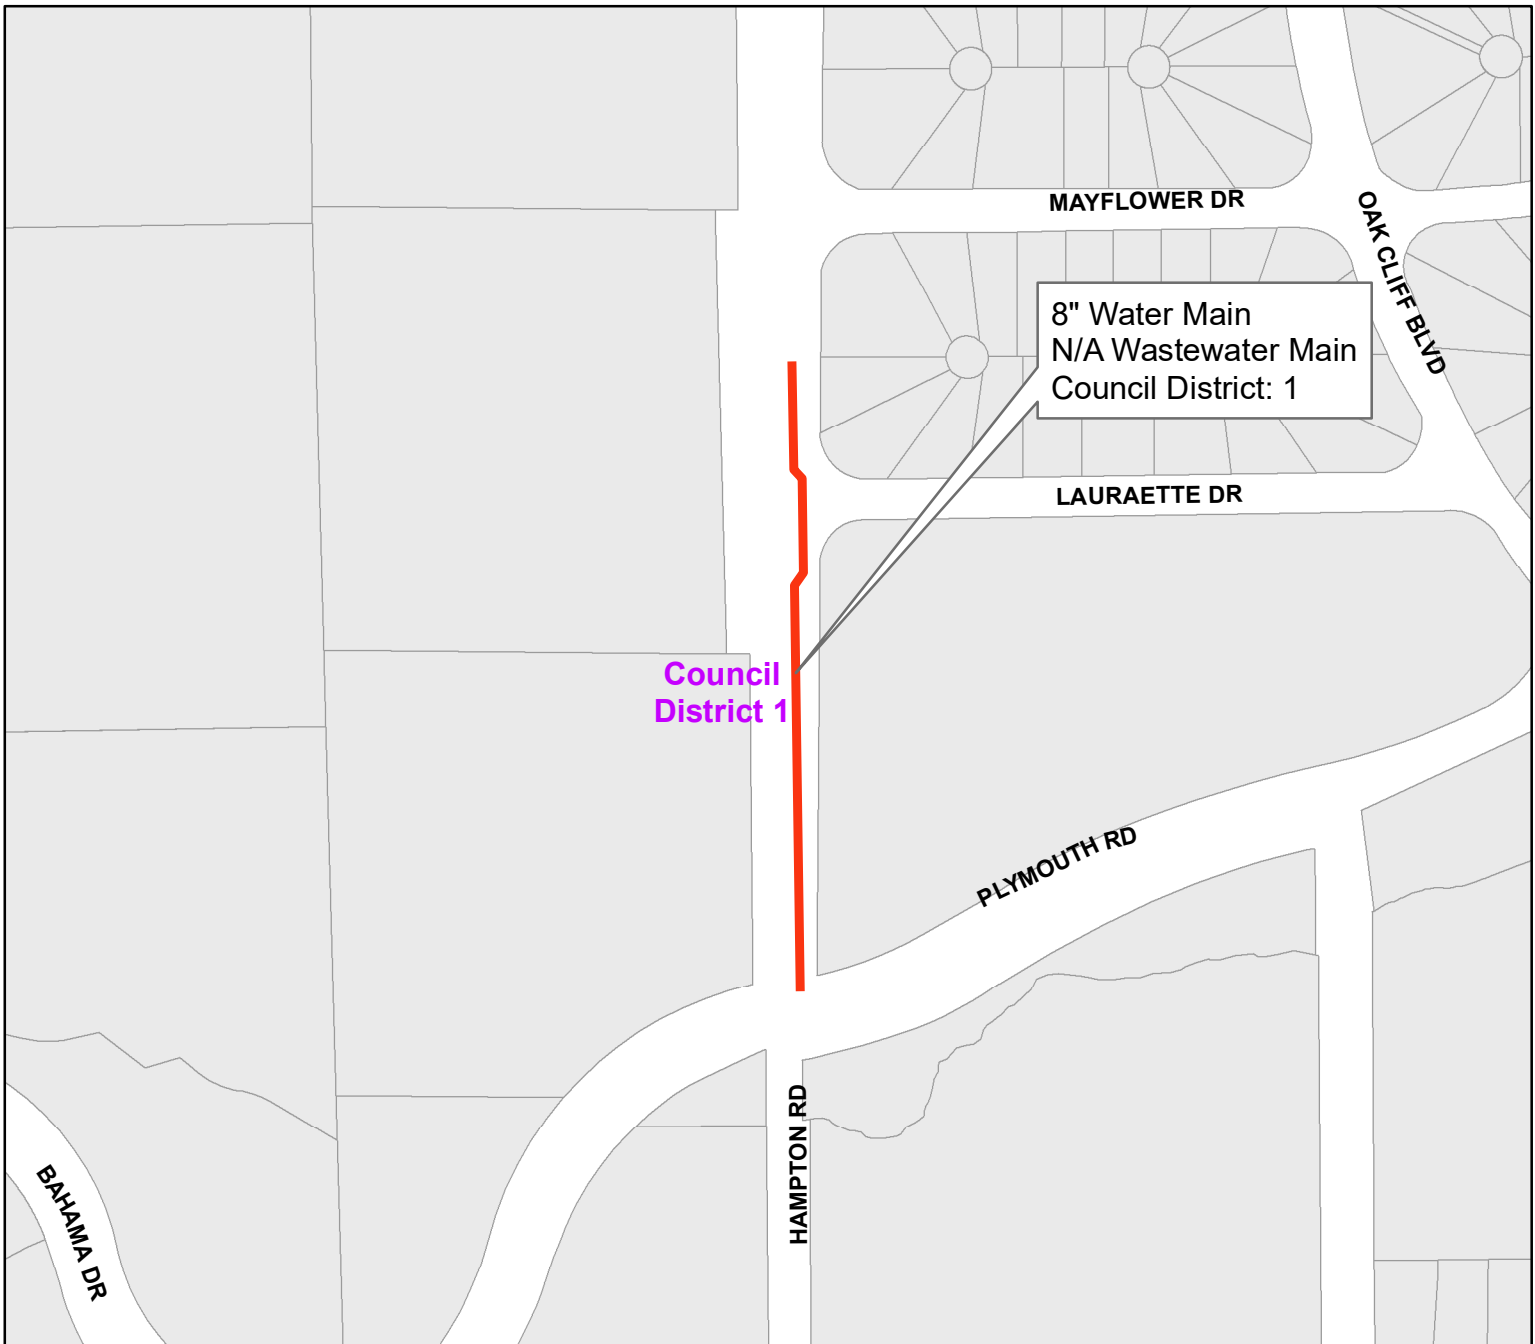 MAYFLOWER DR
OAK CLIFF BLVD
8" Water Main
N/A Wastewater Main
Council District: 1
LAURAETTE DR
Council
District 1
PLYMOUTH RD
HAMPTON RD
BAHAMA DR